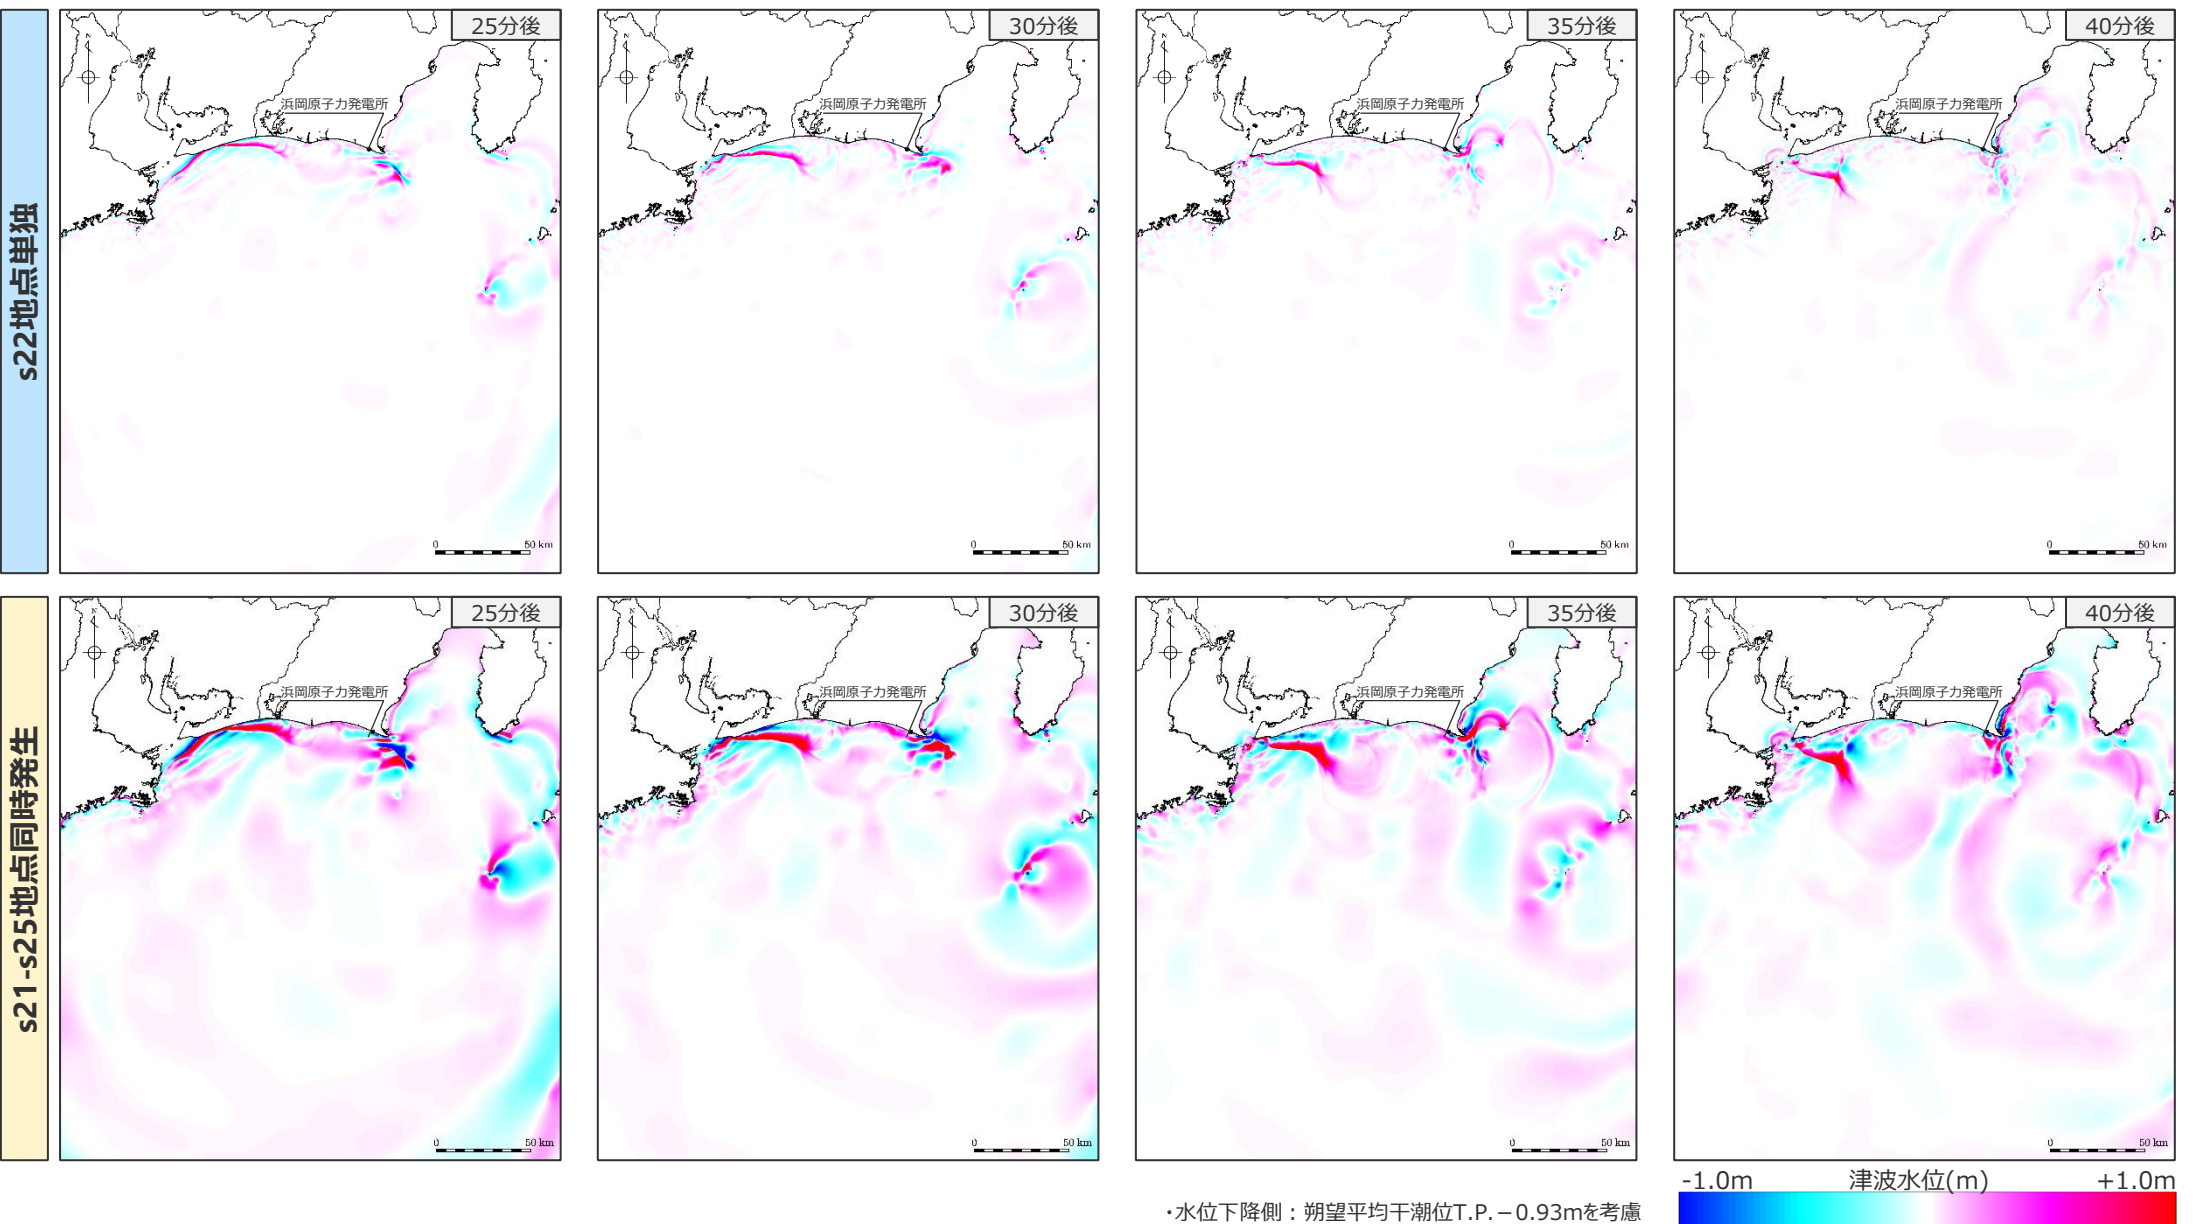 s22地点単独
25分後
30分後
35分後
40分後
N
N
N
N
浜岡原子力発電所
浜岡原子力発電所
浜岡原子力発電所
浜岡原子力発電所
0 50 km
0 50 km
0 50 km
0 50 km
s21-s25地点同時発生
25分後
30分後
35分後
40分後
N
N
N
N
浜岡原子力発電所
浜岡原子力発電所
浜岡原子力発電所
浜岡原子力発電所
0 50 km
0 50 km
0 50 km
0 50 km
-1.0m 津波水位(m) +1.0m
・水位下降側：朔望平均干潮位T.P.－0.93mを考慮